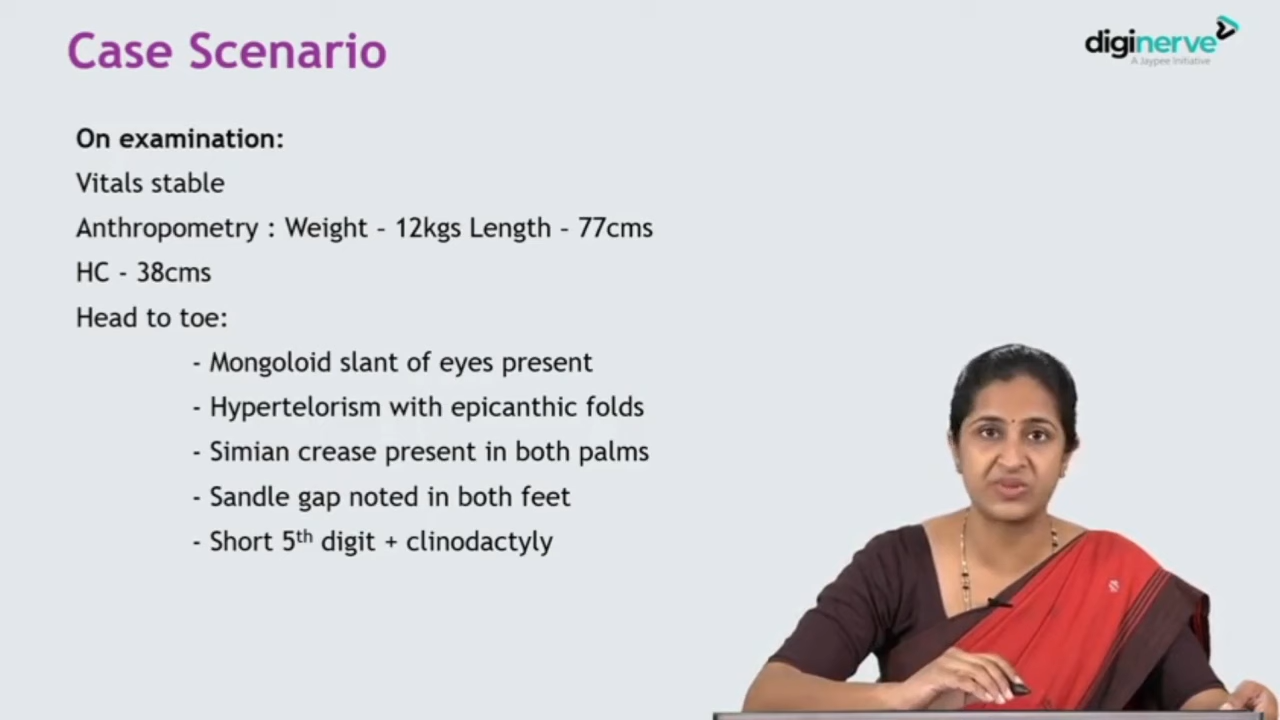 Case Scenario
diginerve
A Jaypee Initiative
On examination:
Vitals stable
Anthropometry : Weight – 12kgs Length – 77cms
HC - 38cms
Head to toe:
- Mongoloid slant of eyes present
- Hypertelorism with epicanthic folds
- Simian crease present in both palms
- Sandle gap noted in both feet
- Short 5th digit + clinodactyly